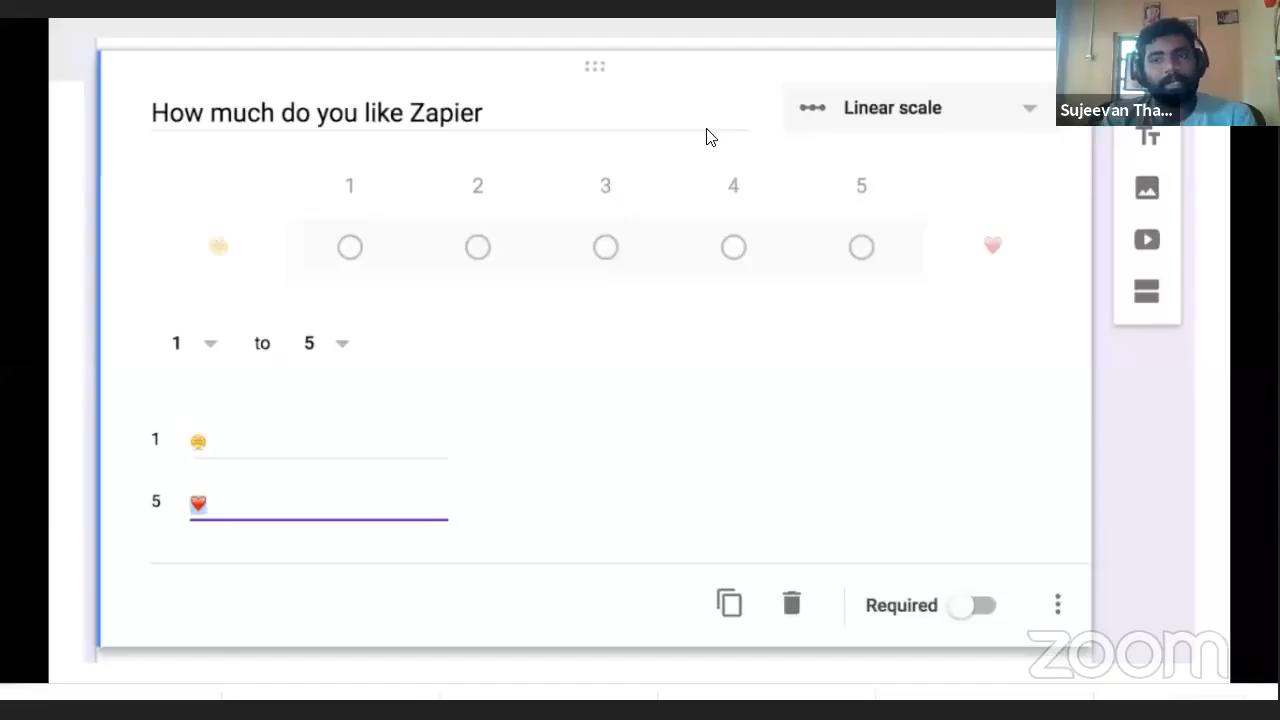 How much do you like Zapier
Linear scale
Sujeevan Tha...
Tт
1 2 3 4 5
1 to 5
1
5
Required
zoom